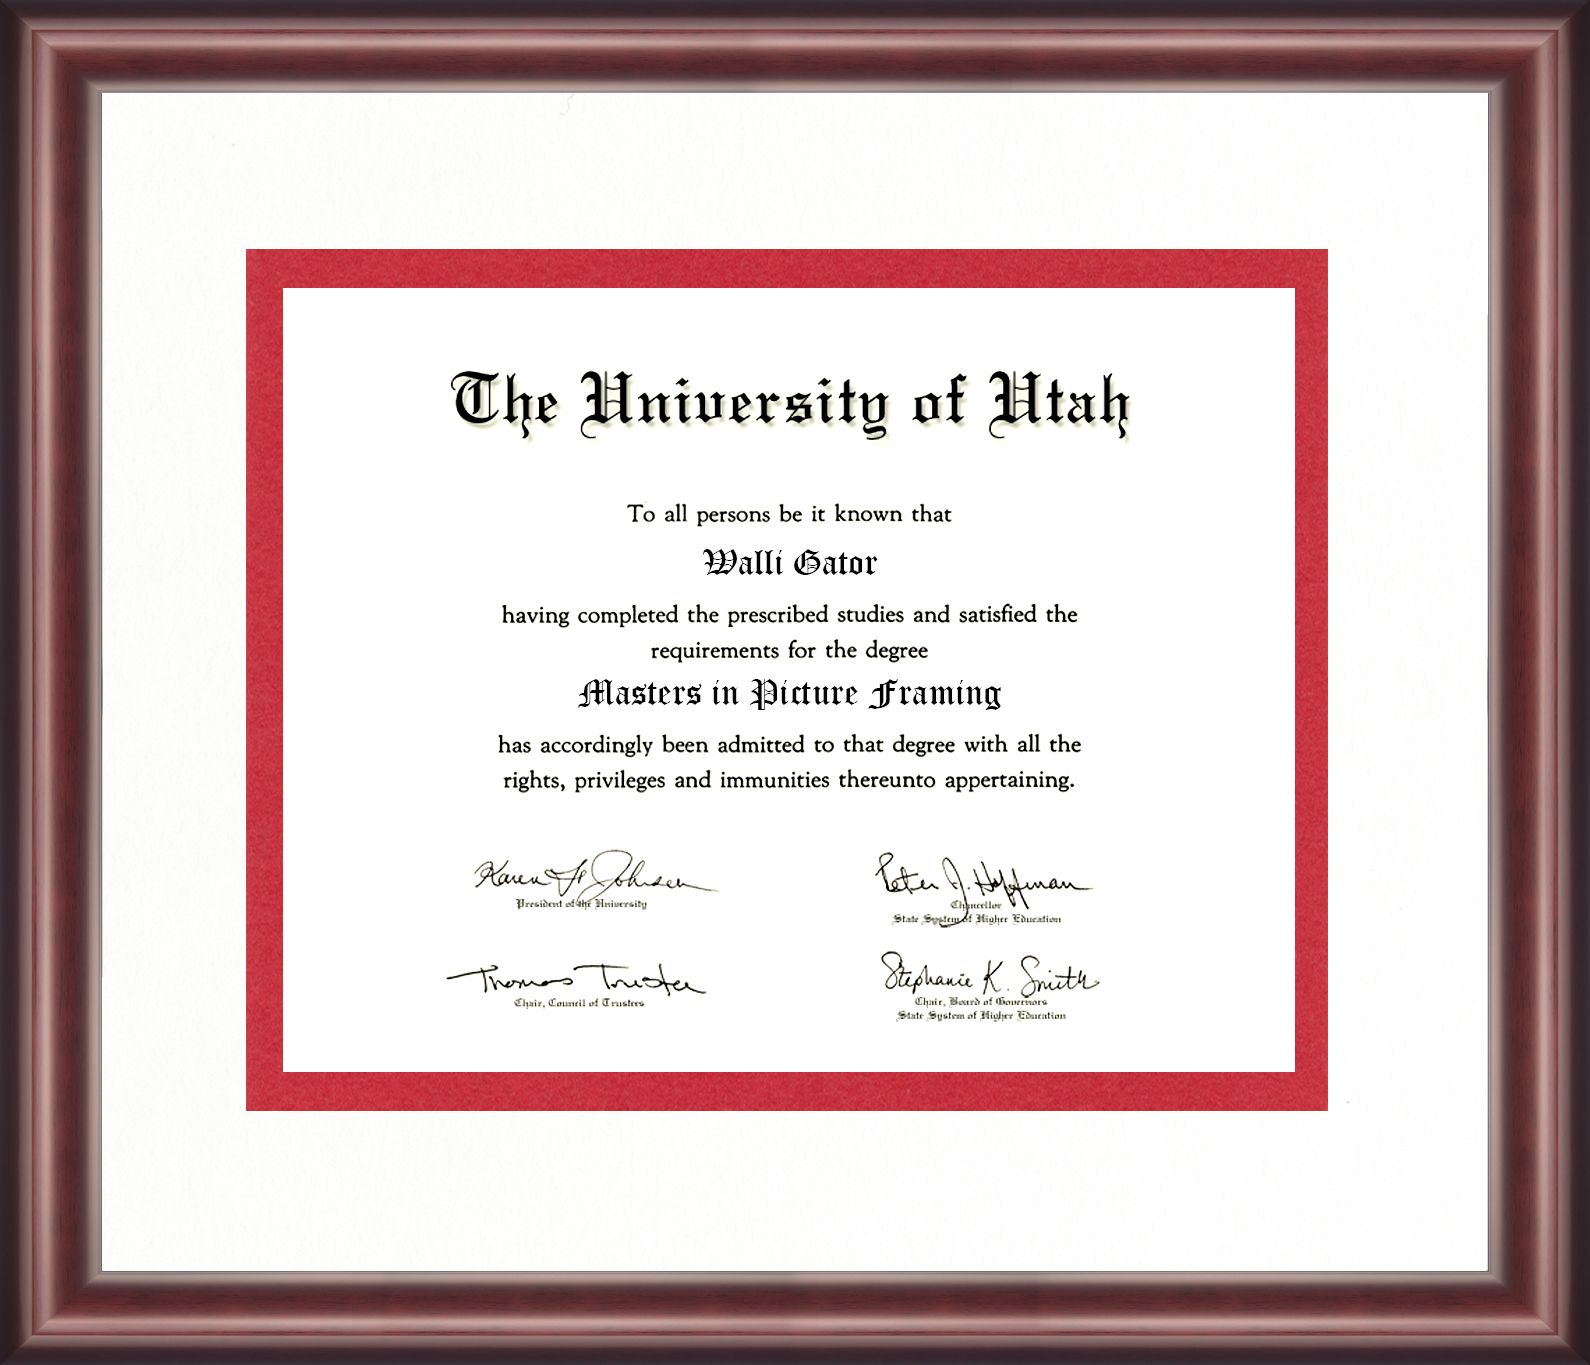 The University of Utah
To all persons be it known that
Walli Gator
having completed the prescribed studies and satisfied the
requirements for the degree
Masters in Picture Framing
has accordingly been admitted to that degree with all the
rights, privileges and immunities thereunto appertaining.
Karen H Johnsen
President of the University
Peter J. Hoffman
Chancellor
State System of Higher Education
Thomas Trustee
Chair, Council of Trustees
Stephanie K. Smith
Chair, Board of Governors
State System of Higher Education